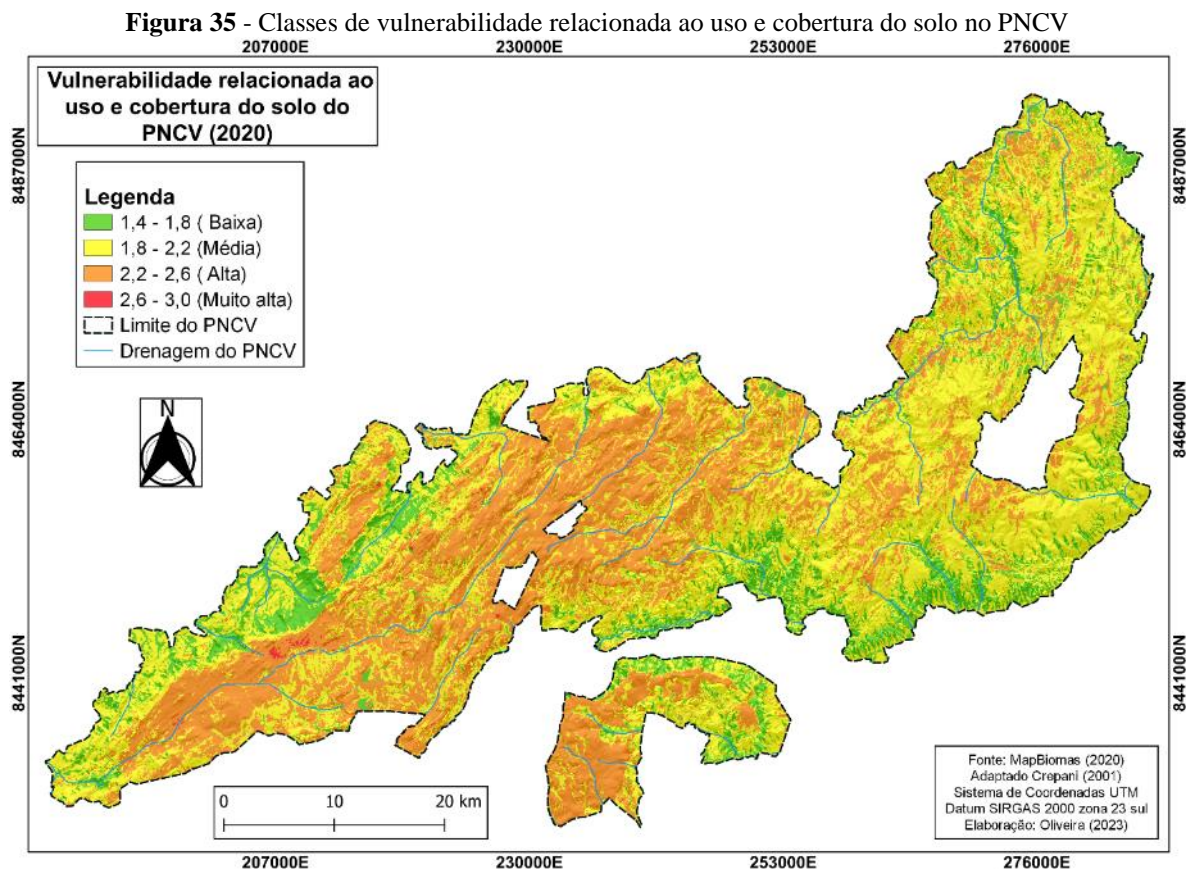 Figura 35 - Classes de vulnerabilidade relacionada ao uso e cobertura do solo no PNCV
207000E 230000E 253000E 276000E
Vulnerabilidade relacionada ao
uso e cobertura do solo do
PNCV (2020)
Legenda
1,4 - 1,8 ( Baixa)
1,8 - 2,2 (Média)
2,2 - 2,6 ( Alta)
2,6 - 3,0 (Muito alta)
Limite do PNCV
Drenagem do PNCV
N
8487000N
8464000N
8441000N
8487000N
8464000N
8441000N
0 10 20 km
Fonte: MapBiomas (2020)
Adaptado Crepani (2001)
Sistema de Coordenadas UTM
Datum SIRGAS 2000 zona 23 sul
Elaboração: Oliveira (2023)
207000E 230000E 253000E 276000E